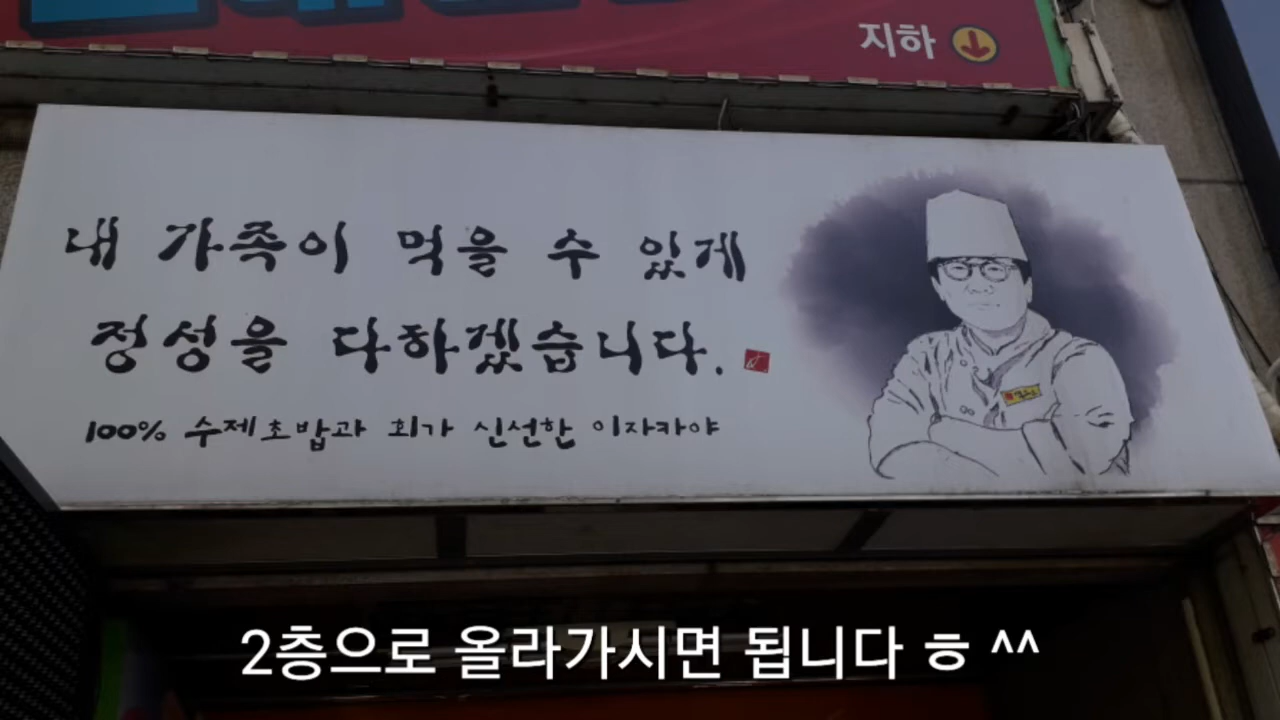 지하
내 가족이 먹을 수 있게
정성을 다하겠습니다.
100% 수제초밥과 회가 신선한 이자카야
2층으로 올라가시면 됩니다 ㅎ ^^